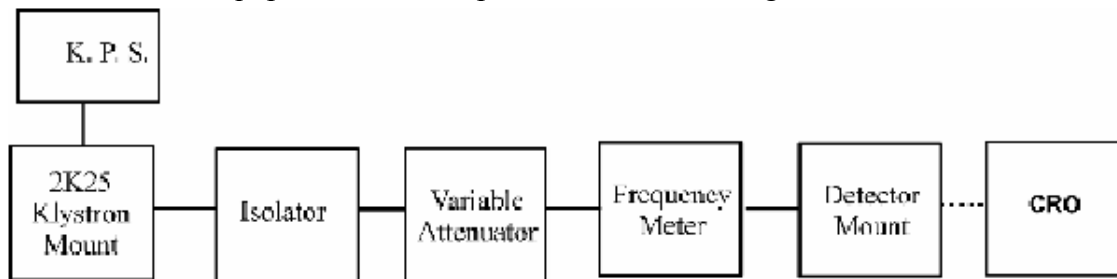 K. P. S.
2K25
Klystron
Mount
Isolator
Variable
Attenuator
Frequency
Meter
Detector
Mount
CRO